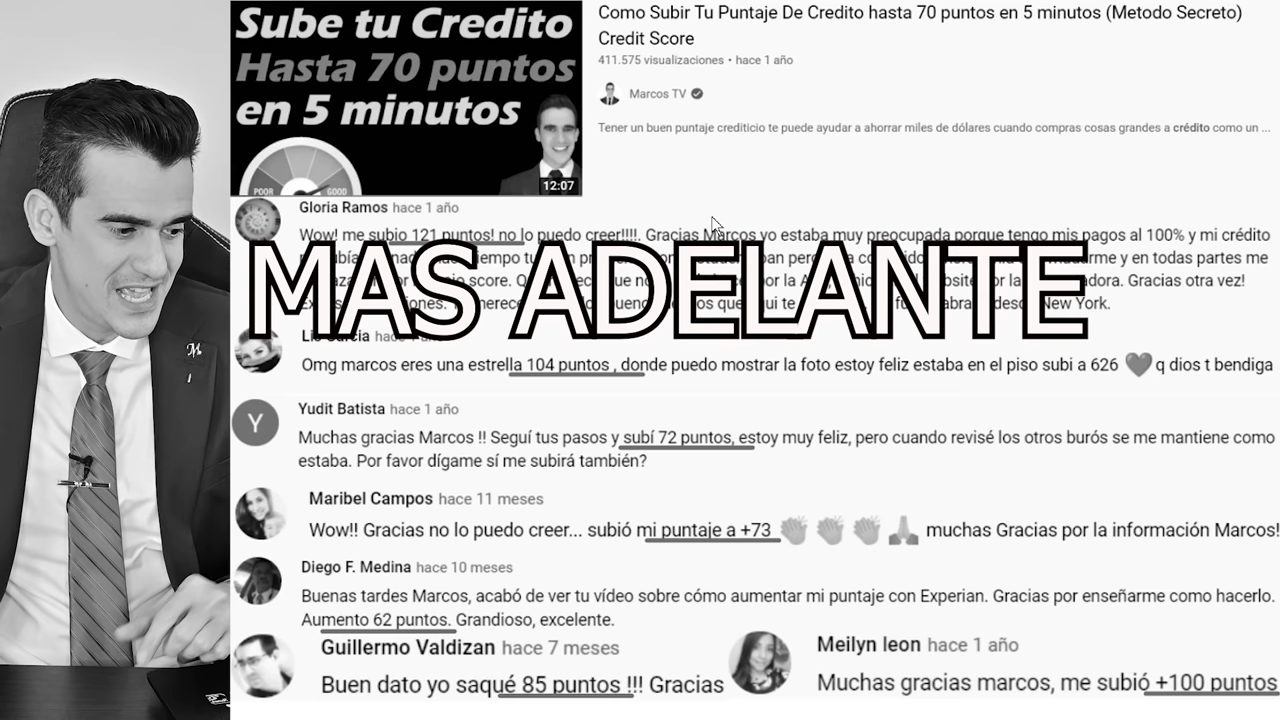 Sube tu Credito
Hasta 70 puntos
en 5 minutos
POOR
GOOD
12:07
Como Subir Tu Puntaje De Credito hasta 70 puntos en 5 minutos (Metodo Secreto)
Credit Score
411.575 visualizaciones • hace 1 año
Marcos TV
Tener un buen puntaje crediticio te puede ayudar a ahorrar miles de dólares cuando compras cosas grandes a crédito como un ...
Gloria Ramos hace 1 año
Wow! me subio 121 puntos! no lo puedo creer!!!!. Gracias Marcos yo estaba muy preocupada porque tengo mis pagos al 100% y mi crédito
MAS ADELANTE
y en todas partes me
Gracias otra vez!
New York.
Omg marcos eres una estrella 104 puntos , donde puedo mostrar la foto estoy feliz estaba en el piso subi a 626 🖤 q dios t bendiga
Y
Yudit Batista hace 1 año
Muchas gracias Marcos !! Seguí tus pasos y subí 72 puntos, estoy muy feliz, pero cuando revisé los otros burós se me mantiene como
estaba. Por favor dígame sí me subirá también?
Maribel Campos hace 11 meses
Wow!! Gracias no lo puedo creer... subió mi puntaje a +73 👏👏👏🙏 muchas Gracias por la información Marcos!
Diego F. Medina hace 10 meses
Buenas tardes Marcos, acabó de ver tu vídeo sobre cómo aumentar mi puntaje con Experian. Gracias por enseñarme como hacerlo.
Aumento 62 puntos. Grandioso, excelente.
Guillermo Valdizan hace 7 meses
Buen dato yo saqué 85 puntos !!! Gracias
Meilyn leon hace 1 año
Muchas gracias marcos, me subió +100 puntos
M